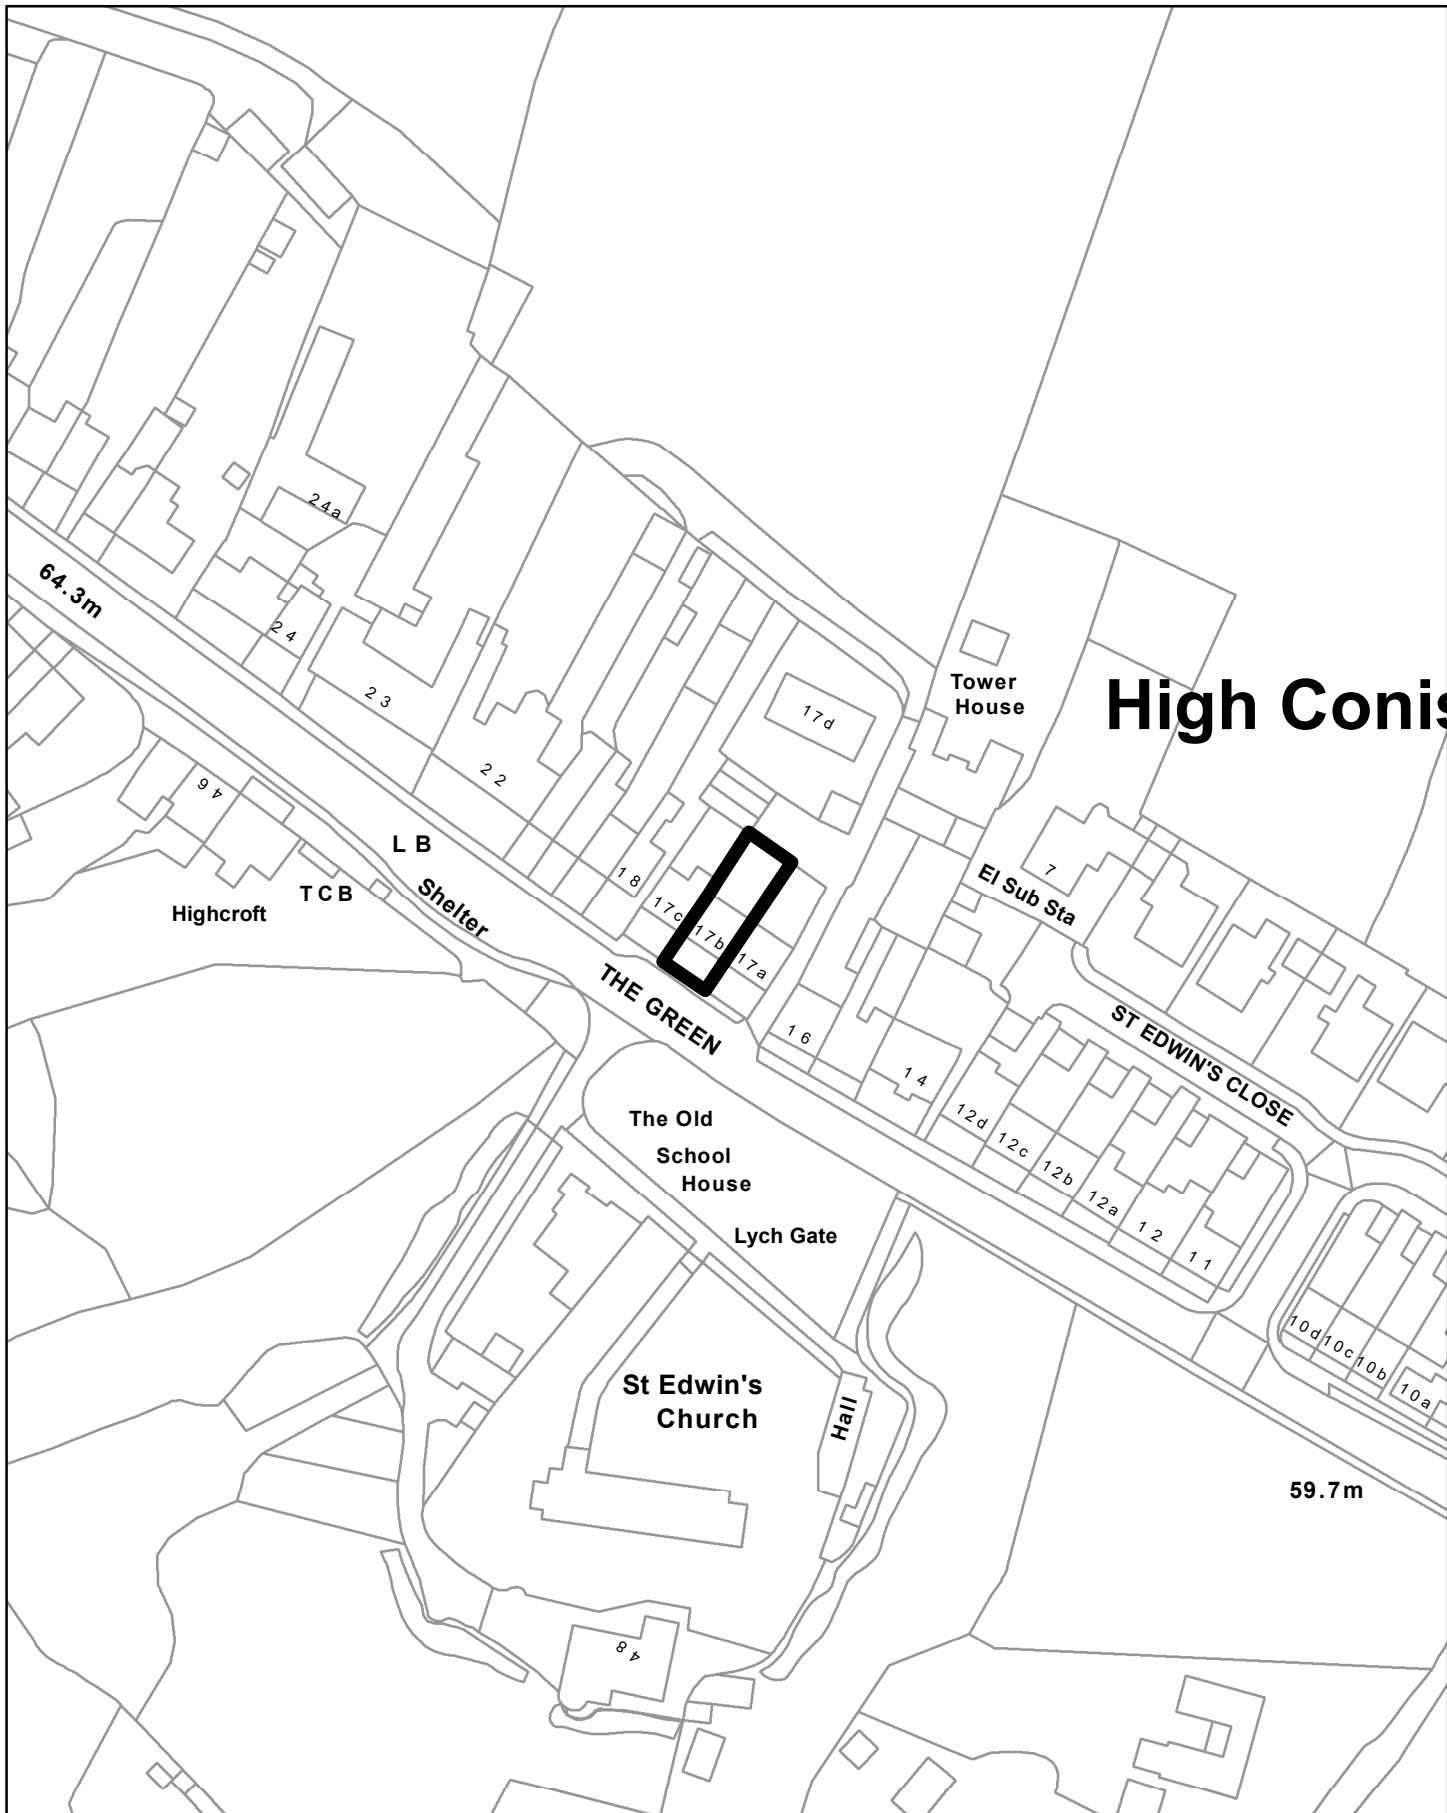 24a
64.3m
24
23
Tower
House
High Conis
17d
22
46
L B
El Sub Sta
7
18
TCB
Shelter
Highcroft
17c
17b
17a
THE GREEN
16
ST EDWIN'S CLOSE
14
The Old
School
House
12d
12c
12b
12a
12
11
Lych Gate
10d
10c
10b
10a
St Edwin's
Church
Hall
59.7m
48